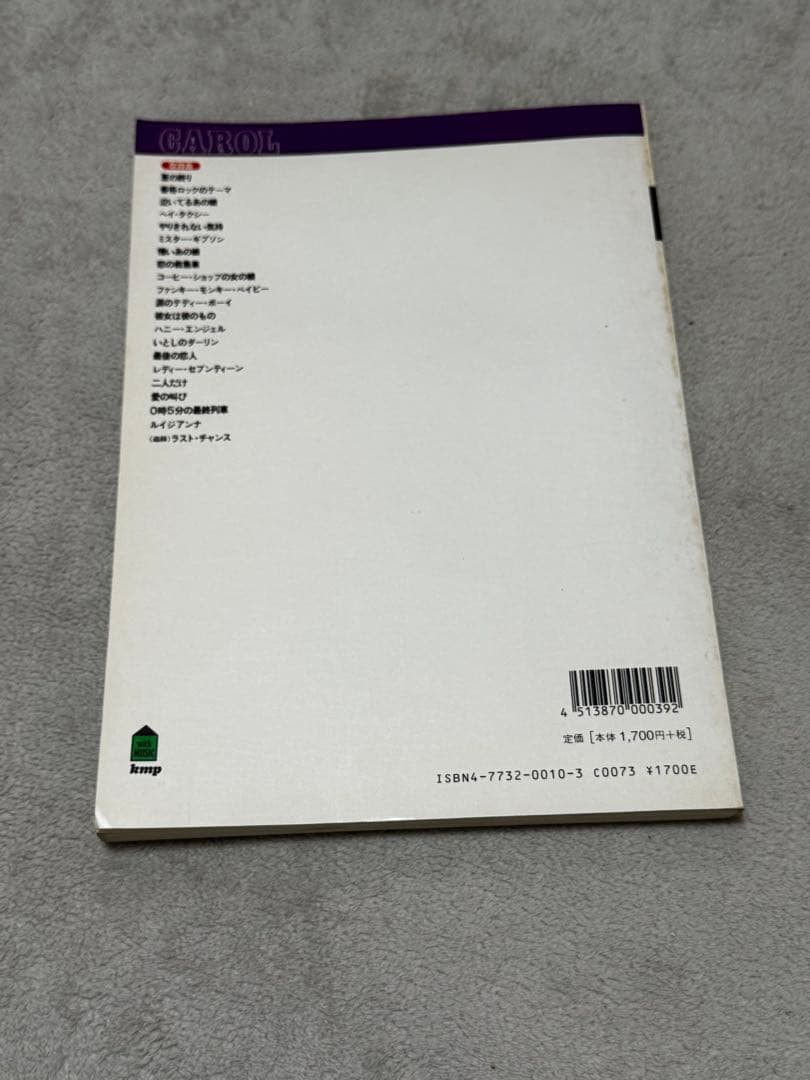 CAROL
収録曲
夏の終り
番格ロックのテーマ
泣いてるあの娘
ヘイ・タクシー
やりきれない気持
ミスター・ギブソン
憎いあの娘
恋の救急車
コーヒー・ショップの女の娘
ファンキー・モンキー・ベイビー
涙のテディー・ボーイ
彼女は彼のもの
ハニー・エンジェル
いとしのダーリン
最後の恋人
レディー・セブンティーン
二人だけ
愛の叫び
0時5分の最終列車
ルイジアンナ
(追録)ラスト・チャンス
4 513870 000392
定価[本体1,700円+税]
with MUSIC
kmp
ISBN4-7732-0010-3 C0073 ¥1700E